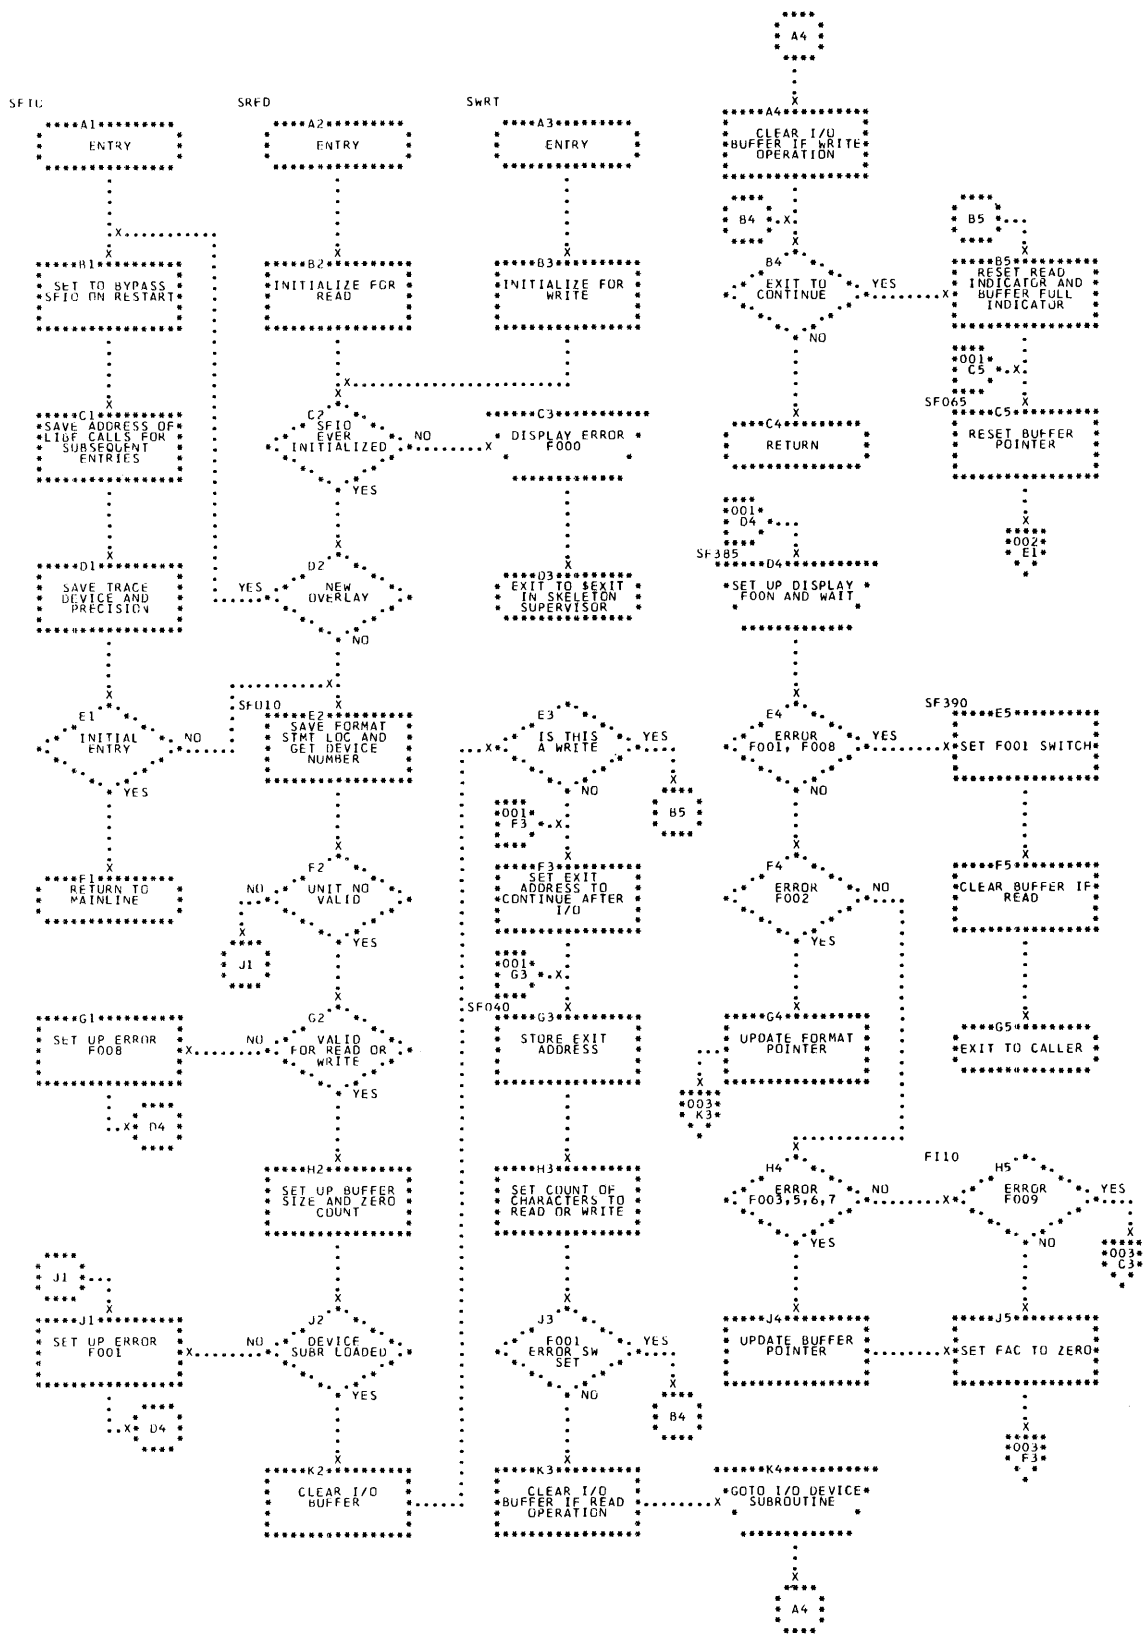 A4
SFIO
SRED
SWRT
A1
ENTRY
A2
ENTRY
A3
ENTRY
A4
CLEAR I/O
BUFFER IF WRITE
OPERATION
B4
B5
B1
SET TO BYPASS
SFIO ON RESTART
B2
INITIALIZE FOR
READ
B3
INITIALIZE FOR
WRITE
B4
EXIT TO
CONTINUE
YES
NO
B5
RESET READ
INDICATOR AND
BUFFER FULL
INDICATOR
001
C5
C1
SAVE ADDRESS OF
LIBF CALLS FOR
SUBSEQUENT
ENTRIES
C2
SFIO
EVER
INITIALIZED
NO
YES
C3
DISPLAY ERROR
F000
C4
RETURN
SF065
C5
RESET BUFFER
POINTER
001
D4
002
E1
D1
SAVE TRACE
DEVICE AND
PRECISION
YES
D2
NEW
OVERLAY
NO
D3
EXIT TO $EXIT
IN SKELETON
SUPERVISOR
SF385
D4
SET UP DISPLAY
F00N AND WAIT
E1
INITIAL
ENTRY
NO
YES
SF010
E2
SAVE FORMAT
STMT LOC AND
GET DEVICE
NUMBER
E3
IS THIS
A WRITE
YES
NO
B5
E4
ERROR
F001, F008
YES
NO
SF390
E5
SET F001 SWITCH
001
F3
F1
RETURN TO
MAINLINE
NO
F2
UNIT NO
VALID
YES
J1
F3
SET EXIT
ADDRESS TO
CONTINUE AFTER
I/O
F4
ERROR
F002
NO
YES
F5
CLEAR BUFFER IF
READ
001
G3
SF040
G1
SET UP ERROR
F008
NO
G2
VALID
FOR READ OR
WRITE
YES
G3
STORE EXIT
ADDRESS
G4
UPDATE FORMAT
POINTER
G5
EXIT TO CALLER
D4
003
K3
H2
SET UP BUFFER
SIZE AND ZERO
COUNT
H3
SET COUNT OF
CHARACTERS TO
READ OR WRITE
H4
ERROR
F003,5,6,7
NO
YES
FI10
H5
ERROR
F009
YES
NO
003
C3
J1
J1
SET UP ERROR
F001
NO
J2
DEVICE
SUBR LOADED
YES
J3
F001
ERROR SW
SET
YES
NO
B4
J4
UPDATE BUFFER
POINTER
J5
SET FAC TO ZERO
D4
003
F3
K2
CLEAR I/O
BUFFER
K3
CLEAR I/O
BUFFER IF READ
OPERATION
K4
GOTO I/O DEVICE
SUBROUTINE
A4